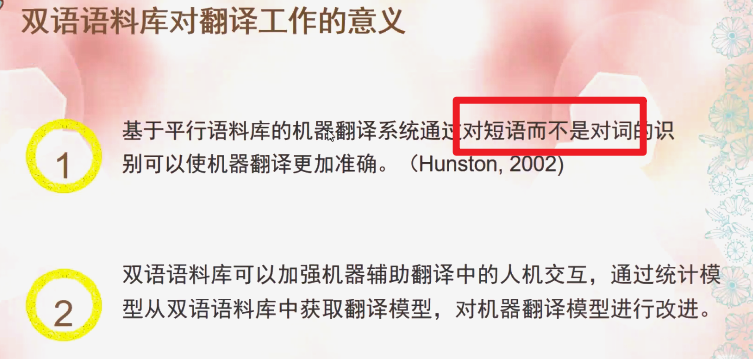 双语语料库对翻译工作的意义
1
基于平行语料库的机器翻译系统通过对短语而不是对词的识
别可以使机器翻译更加准确。（Hunston, 2002)
2
双语语料库可以加强机器辅助翻译中的人机交互，通过统计模
型从双语语料库中获取翻译模型，对机器翻译模型进行改进。